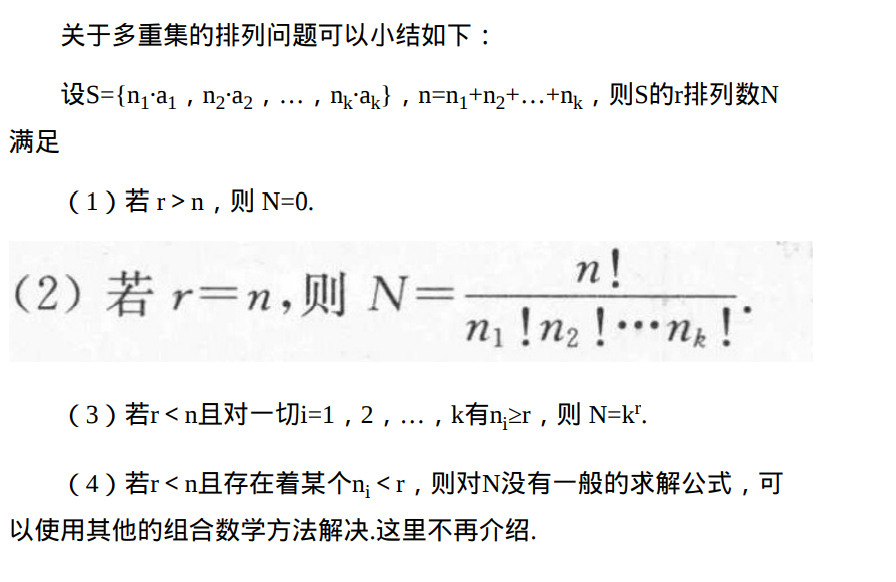 关于多重集的排列问题可以小结如下：
设S={n₁·a₁，n₂·a₂，…，nₖ·aₖ}，n=n₁+n₂+…+nₖ，则S的r排列数N
满足
（1）若 r＞n，则 N=0.
(2) 若 r=n,则 N=n!/(n₁!n₂!⋯nₖ!).
（3）若r＜n且对一切i=1，2，…，k有nᵢ≥r，则 N=kʳ.
（4）若r＜n且存在着某个nᵢ＜r，则对N没有一般的求解公式，可
以使用其他的组合数学方法解决.这里不再介绍.